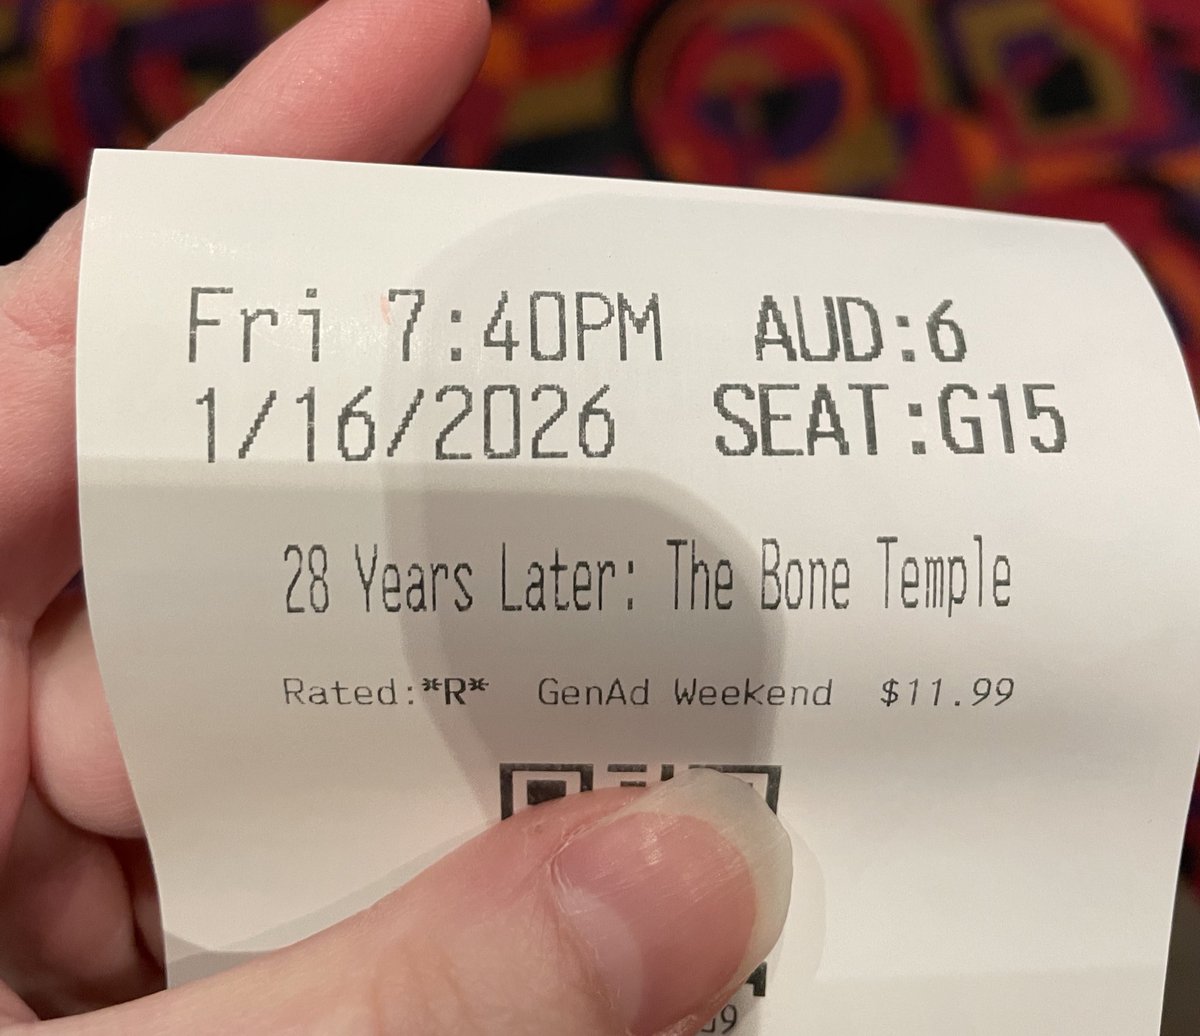 Fri 7:40PM AUD:6
1/16/2026 SEAT:G15
28 Years Later: The Bone Temple
Rated:*R* GenAd Weekend $11.99